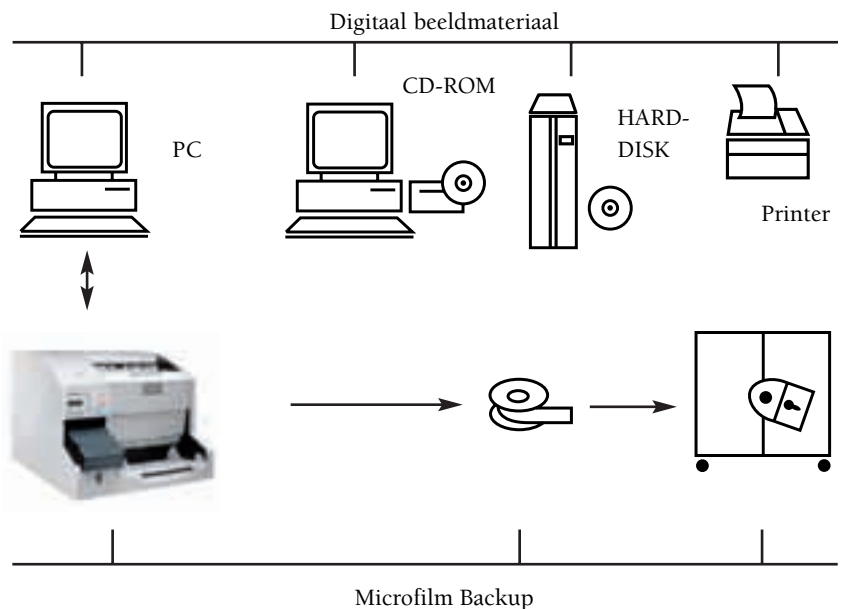 Digitaal beeldmateriaal
CD-ROM
PC
HARD-
DISK
Printer
Microfilm Backup